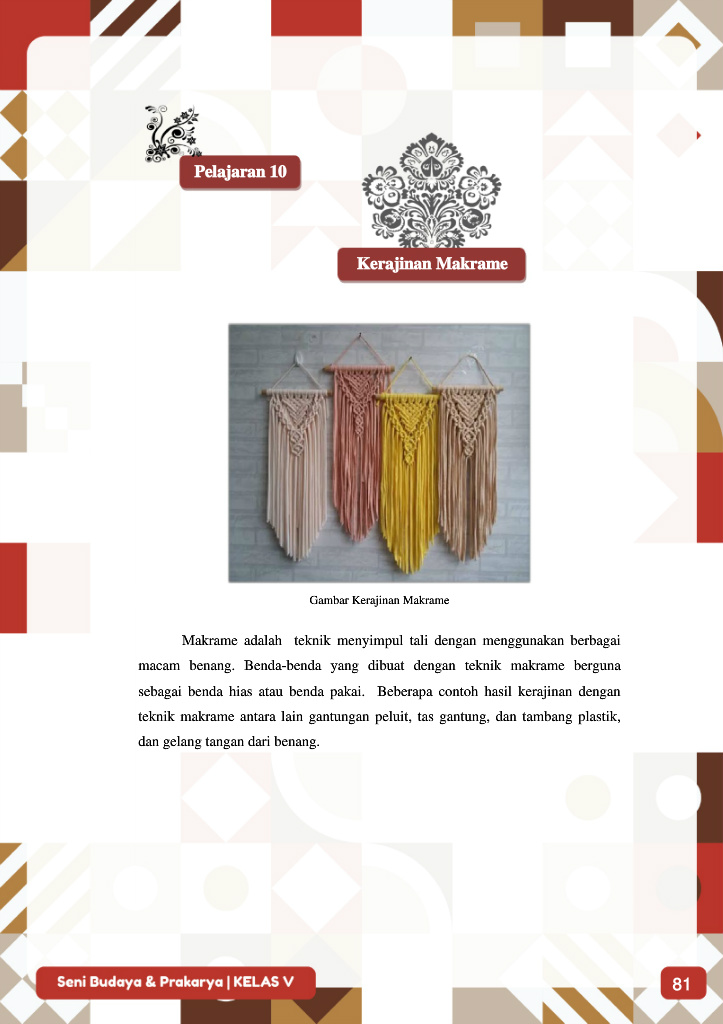 Pelajaran 10
Kerajinan Makrame
Gambar Kerajinan Makrame
Makrame adalah teknik menyimpul tali dengan menggunakan berbagai
macam benang. Benda-benda yang dibuat dengan teknik makrame berguna
sebagai benda hias atau benda pakai. Beberapa contoh hasil kerajinan dengan
teknik makrame antara lain gantungan peluit, tas gantung, dan tambang plastik,
dan gelang tangan dari benang.
Seni Budaya & Prakarya | KELAS V
81